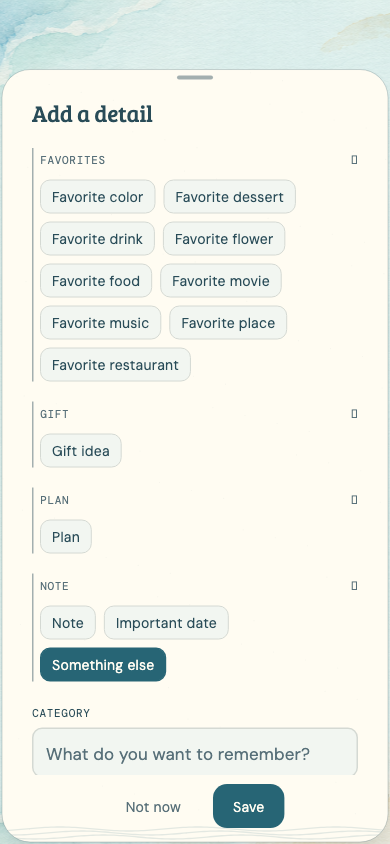 Add a detail
FAVORITES
Favorite color
Favorite dessert
Favorite drink
Favorite flower
Favorite food
Favorite movie
Favorite music
Favorite place
Favorite restaurant
GIFT
Gift idea
PLAN
Plan
NOTE
Note
Important date
Something else
CATEGORY
What do you want to remember?
Not now
Save